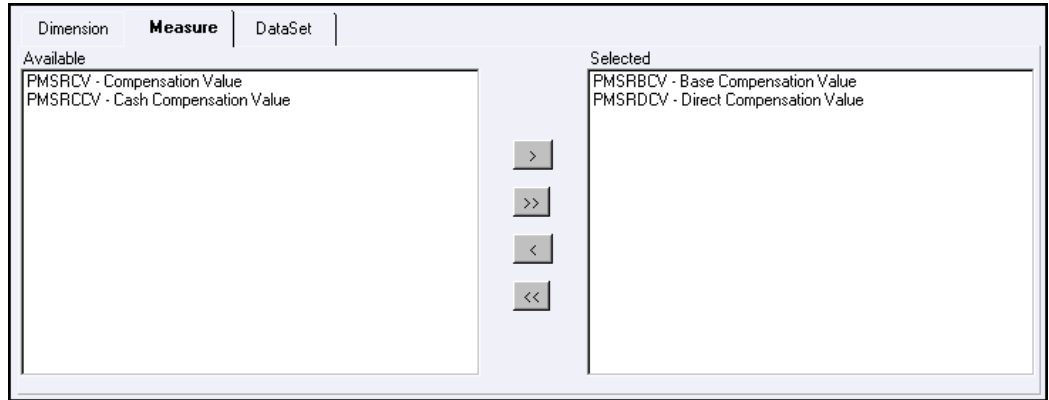 Dimension
Measure
DataSet
Available
Selected
PMSRCV - Compensation Value
PMSRCCV - Cash Compensation Value
>
>>
<
<<
PMSRBCV - Base Compensation Value
PMSRDCV - Direct Compensation Value